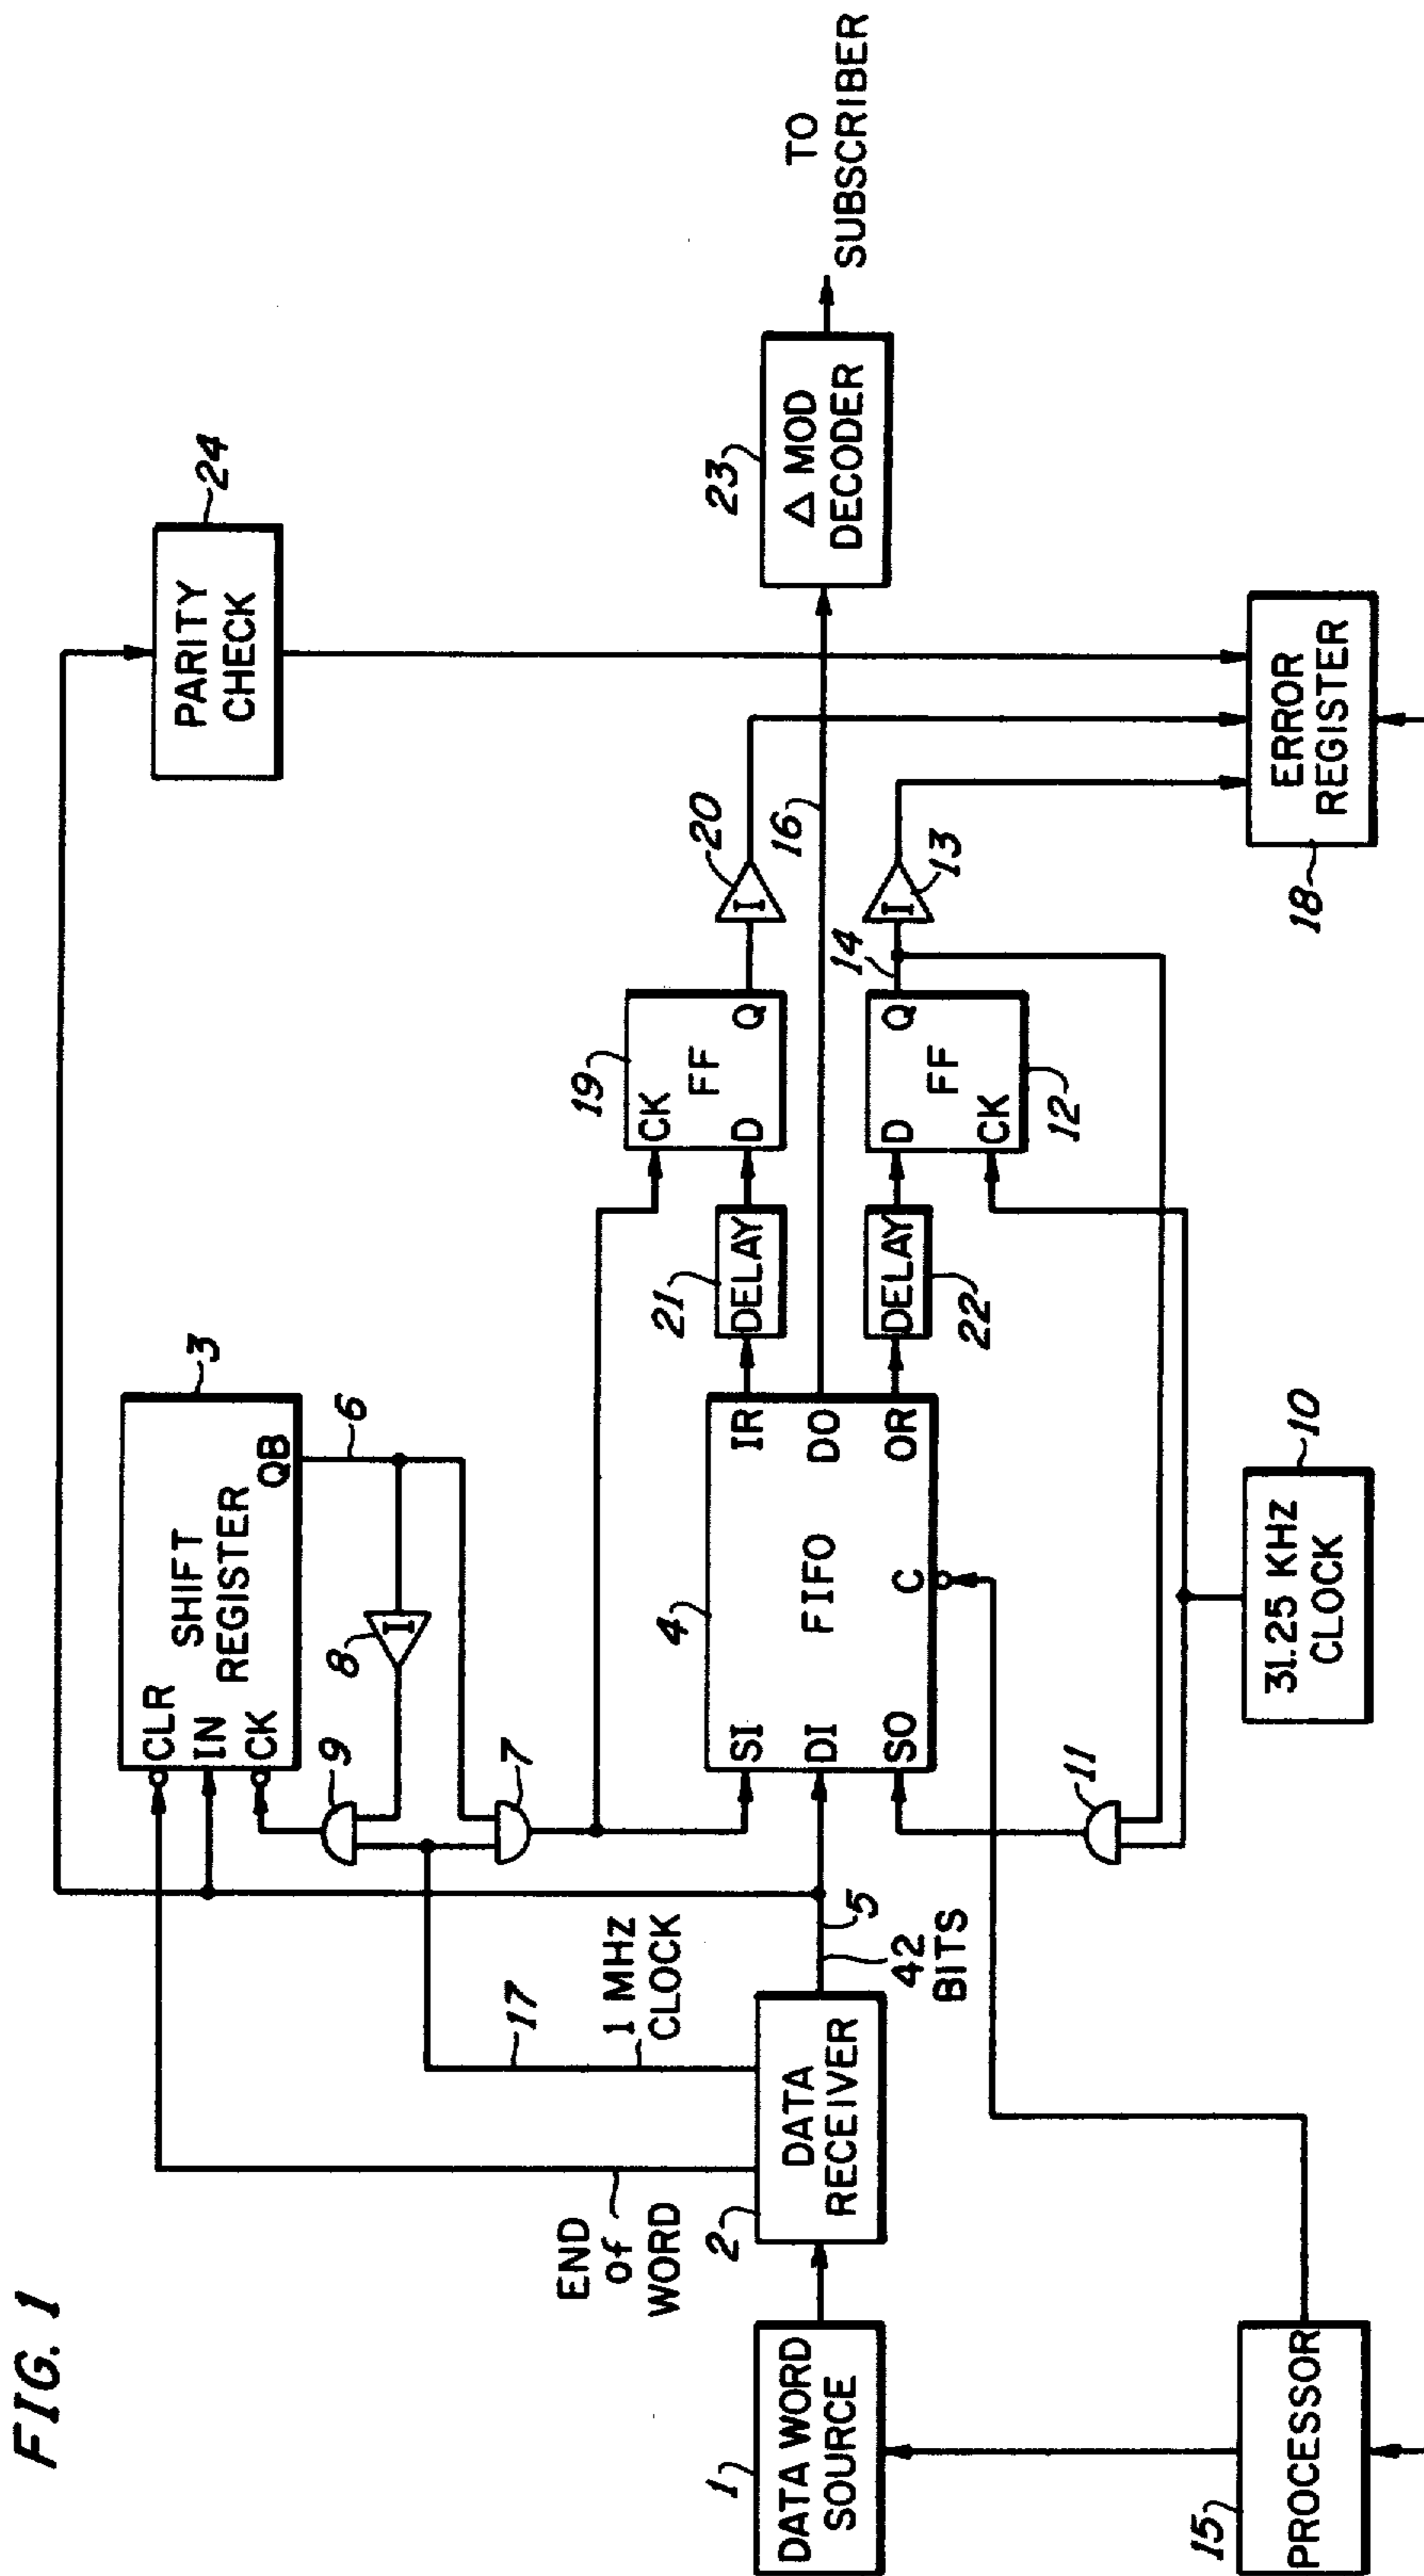 FIG. 1
3
SHIFT
REGISTER
CLR
IN
CK
QB
6
8
I
9
7
24
PARITY
CHECK
17
1 MHz
CLOCK
END
of
WORD
1
DATA WORD
SOURCE
2
DATA
RECEIVER
5
42
BITS
4
FIFO
SI
DI
SO
C
IR
DO
OR
21
DELAY
22
DELAY
19
CK
FF
D
Q
20
I
16
12
D
FF
CK
Q
14
13
I
23
Δ MOD
DECODER
TO
SUBSCRIBER
11
10
31.25 KHz
CLOCK
15
PROCESSOR
18
ERROR
REGISTER